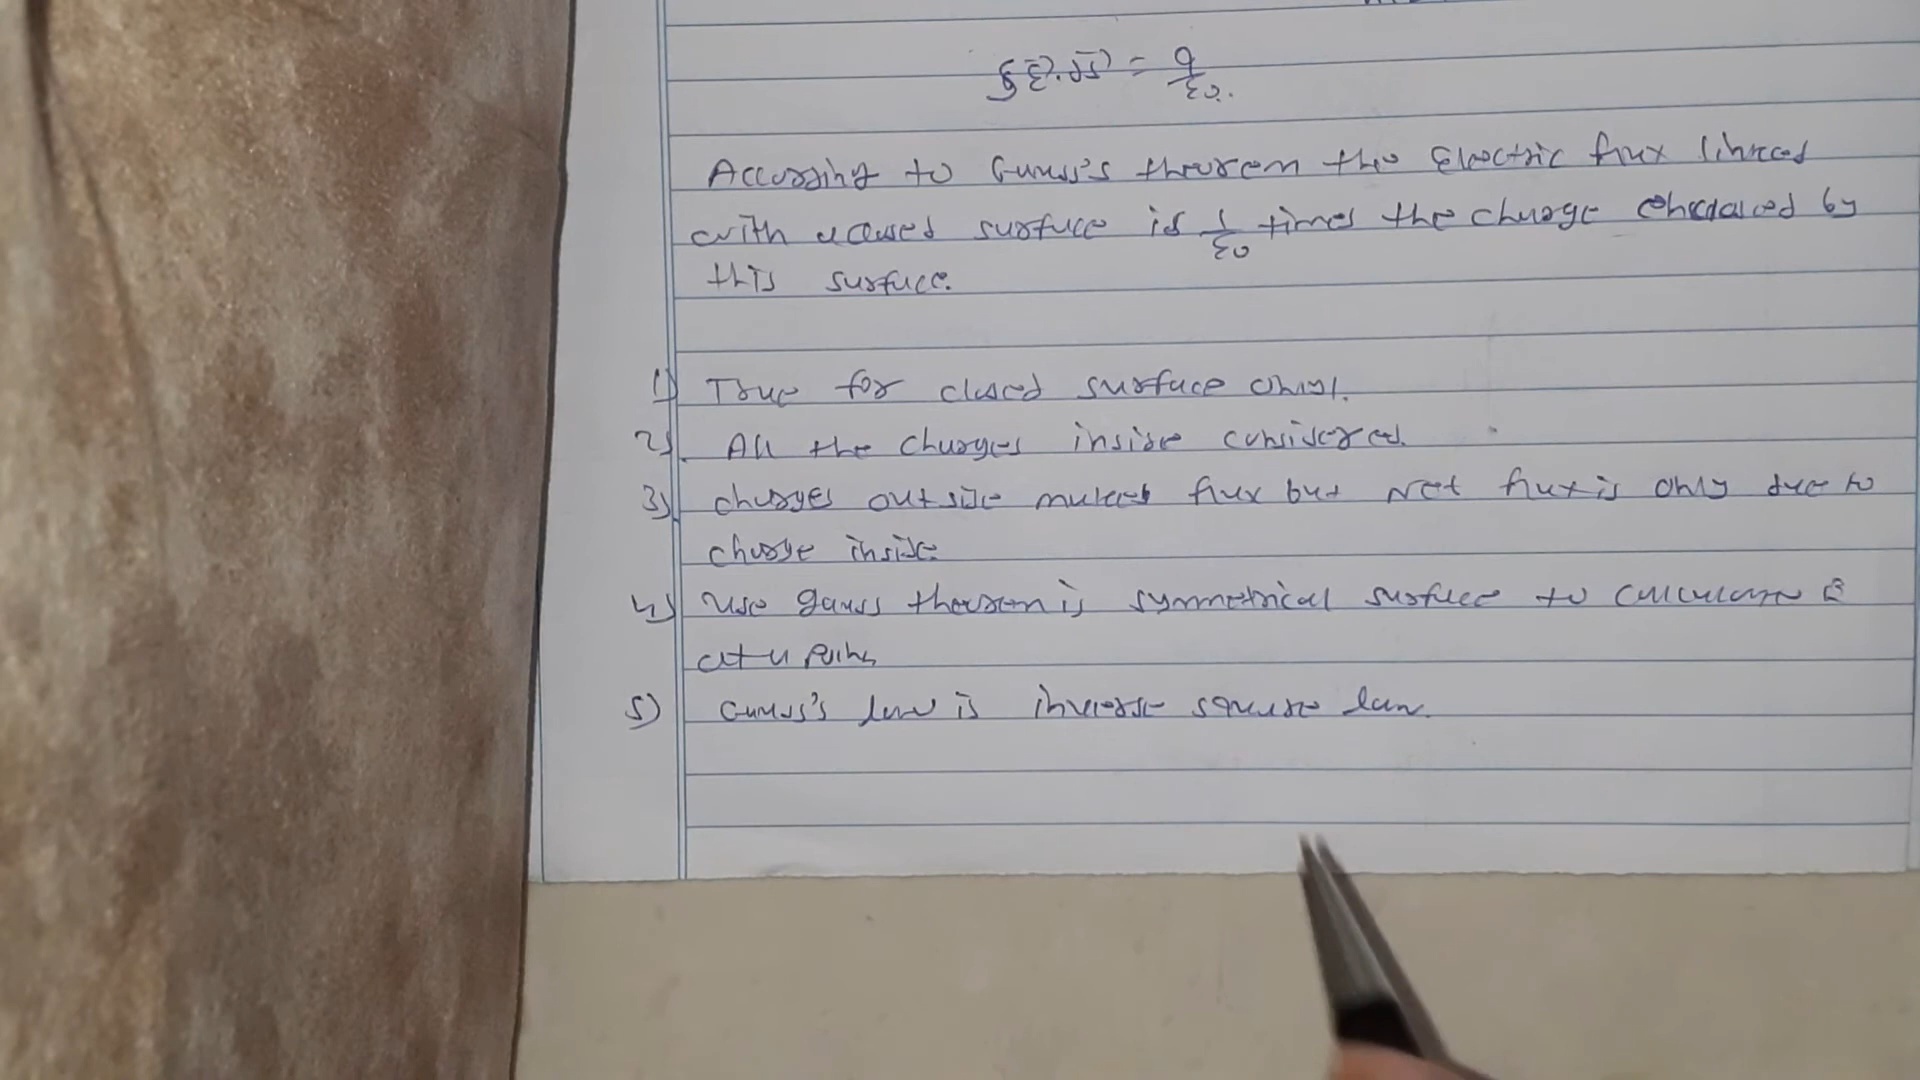 ∮E⃗.ds⃗ = q/ε0.
According to Gauss's theorem the Electric flux linked
with a closed surface is 1/ε0 times the charge enclosed by
this surface.
1) True for closed surface only.
2) All the charges inside considered.
3) charges outside flux but Net flux is only due to
charge inside.
4) Use gauss theorem is symmetrical surface to calculate E
at a point
5) Gauss's law is inverse square law.